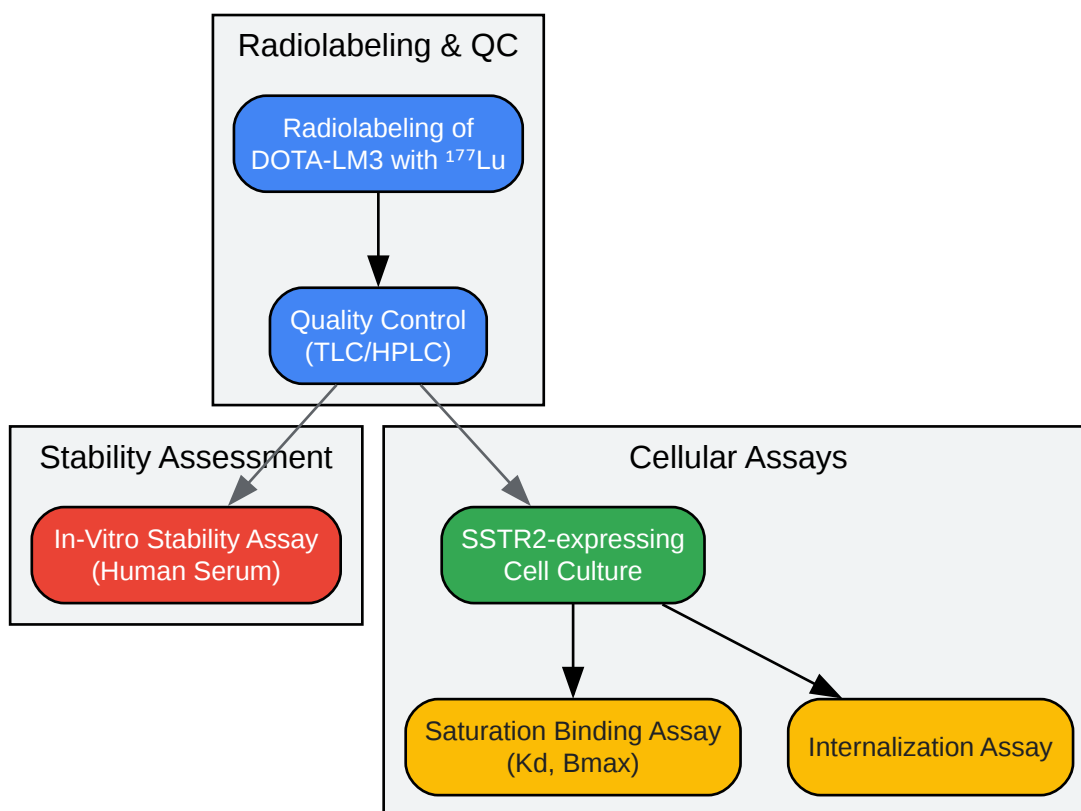 Radiolabeling & QC
Radiolabeling of
DOTA-LM3 with ¹⁷⁷Lu
Quality Control
(TLC/HPLC)
Stability Assessment
In-Vitro Stability Assay
(Human Serum)
Cellular Assays
SSTR2-expressing
Cell Culture
Saturation Binding Assay
(Kd, Bmax)
Internalization Assay